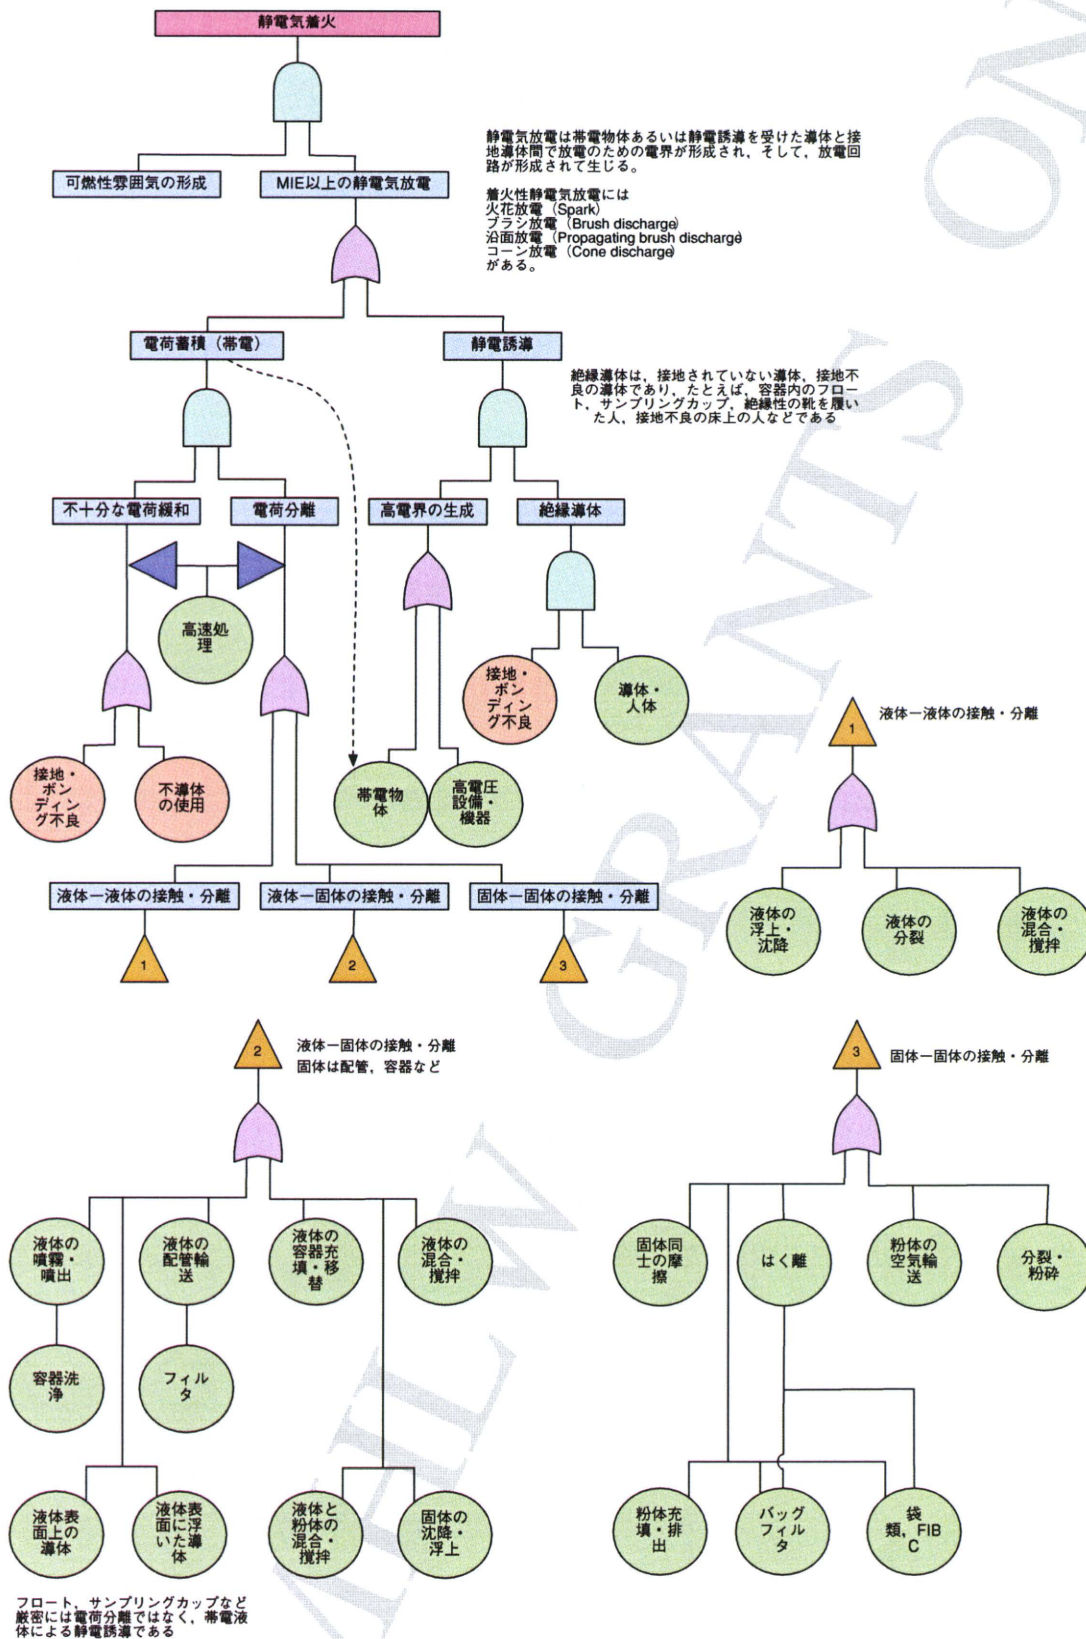 静電気着火
静電気放電は帯電物体あるいは静電誘導を受けた導体と接
地導体間で放電のための電界が形成され，そして，放電回
路が形成されて生じる。
可燃性雰囲気の形成
MIE以上の静電気放電
着火性静電気放電には
火花放電（Spark）
ブラシ放電（Brush discharge）
沿面放電（Propagating brush discharge）
コーン放電（Cone discharge）
がある。
電荷蓄積（帯電）
静電誘導
絶縁導体は，接地されていない導体，接地不
良の導体であり，たとえば，容器内のフロー
ト，サンプリングカップ，絶縁性の靴を履い
た人，接地不良の床上の人などである
不十分な電荷緩和
電荷分離
高電界の生成
絶縁導体
高速処
理
接地・
ボン
ディン
グ不良
導体・
人体
接地・
ボン
ディン
グ不良
不導体
の使用
帯電物
体
高電圧
設備・
機器
1
液体ー液体の接触・分離
液体ー液体の接触・分離
液体ー固体の接触・分離
固体ー固体の接触・分離
1
2
3
液体の
浮上・
沈降
液体の
分裂
液体の
混合・
撹拌
2
液体ー固体の接触・分離
固体は配管，容器など
3
固体ー固体の接触・分離
液体の
噴霧・
噴出
液体の
配管輸
送
液体の
容器充
填・移
替
液体の
混合・
撹拌
固体同
士の摩
擦
はく離
粉体の
空気輸
送
分裂・
粉砕
容器洗
浄
フィル
タ
液体表
面上の
導体
液体表
面に浮
いた導
体
液体と
粉体の
混合・
撹拌
固体の
沈降・
浮上
粉体充
填・排
出
バッグ
フィル
タ
袋
類，FIB
C
フロート，サンプリングカップなど
厳密には電荷分離ではなく，帯電液
体による静電誘導である
MHLW GRANTS ON